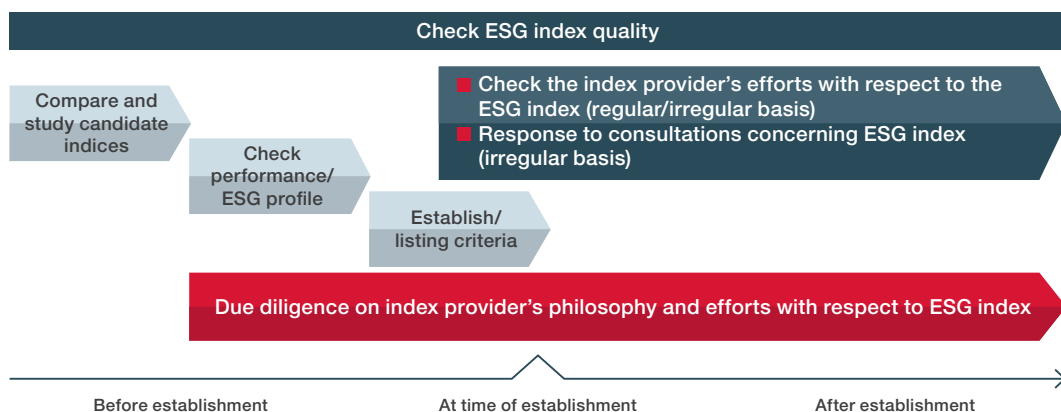 Check ESG index quality
Compare and
study candidate
indices
Check the index provider's efforts with respect to the
ESG index (regular/irregular basis)
Response to consultations concerning ESG index
(irregular basis)
Check
performance/
ESG profile
Establish/
listing criteria
Due diligence on index provider's philosophy and efforts with respect to ESG index
Before establishment
At time of establishment
After establishment